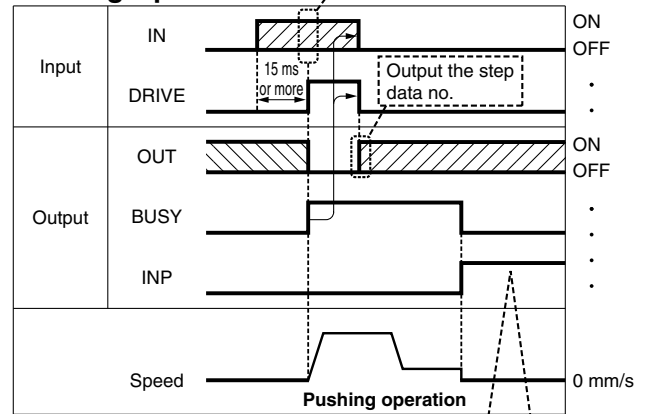 IN
ON
OFF
Input
15 ms
or more
Output the step
data no.
DRIVE
OUT
ON
OFF
Output
BUSY
INP
Speed
0 mm/s
Pushing operation